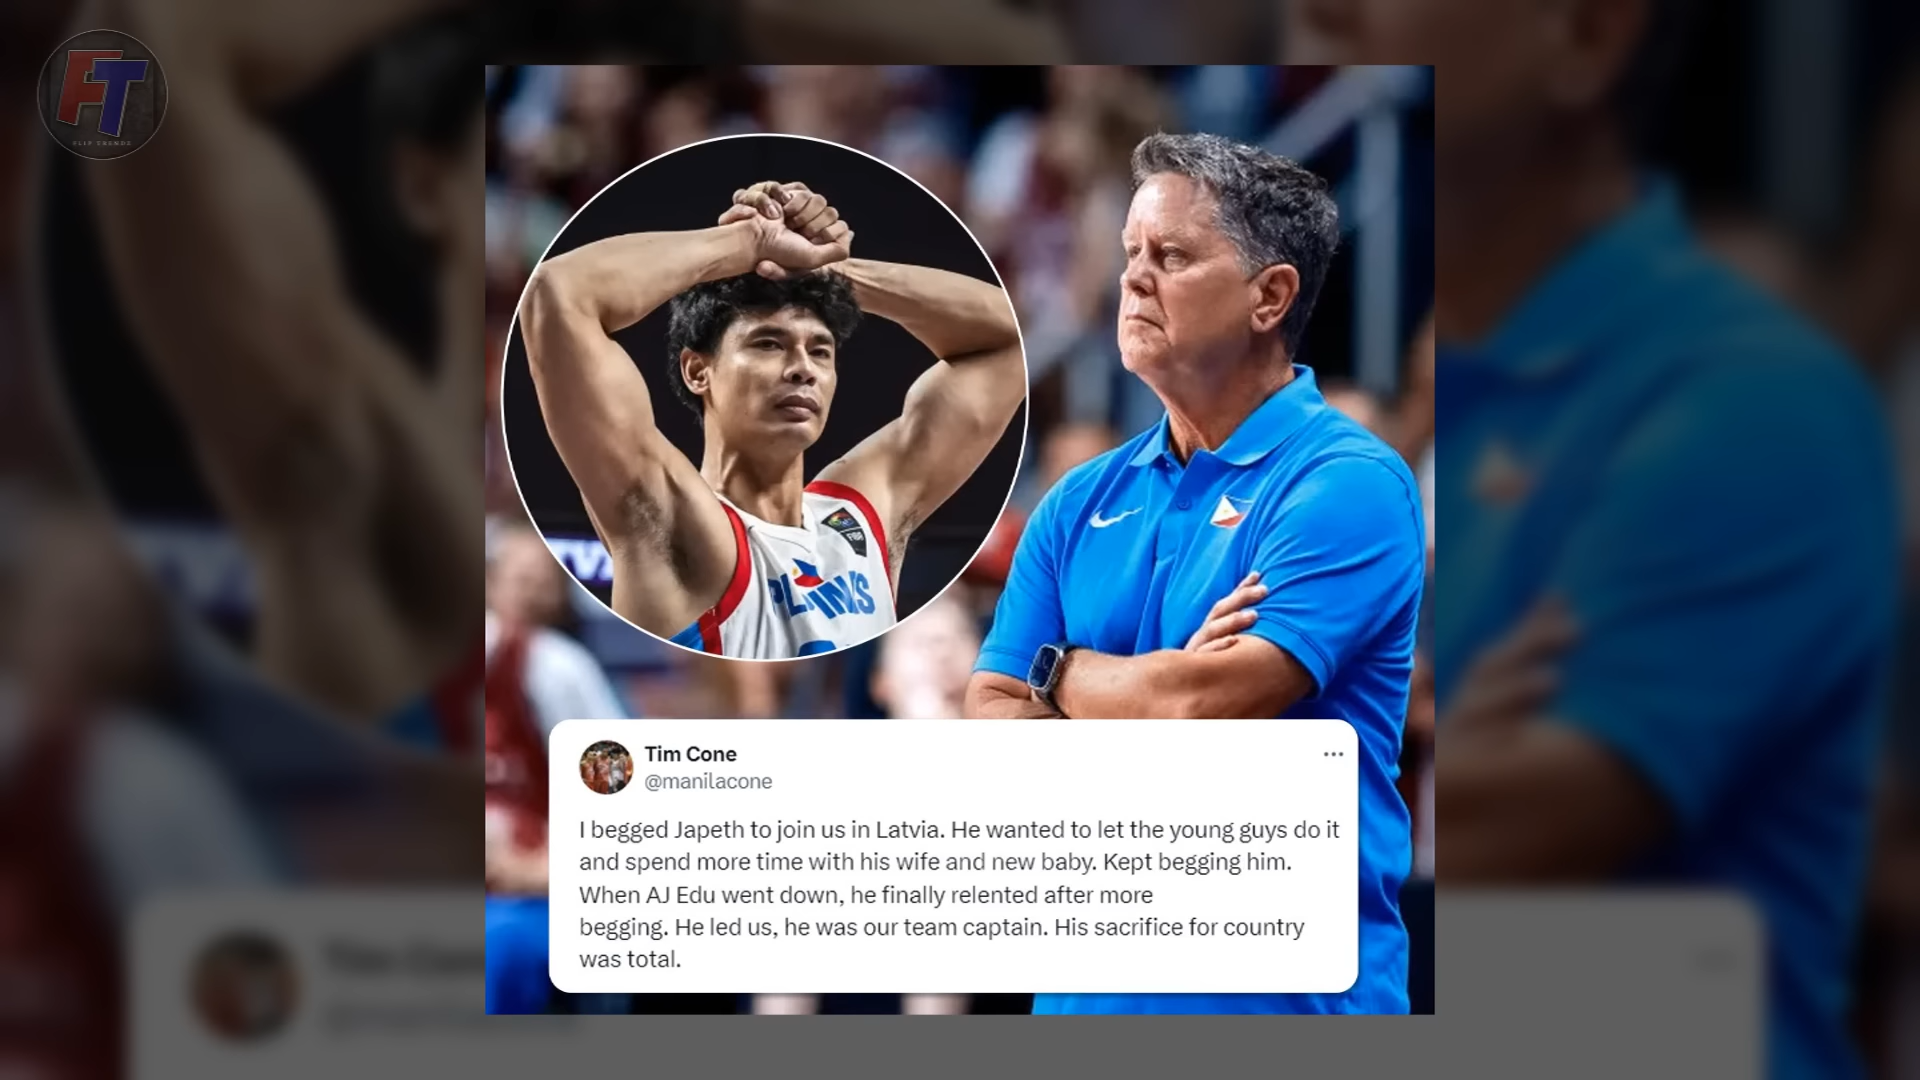 FT
FLIP TRENDS
FIBA
PILIPINAS
Tim Cone
@manilacone
I begged Japeth to join us in Latvia. He wanted to let the young guys do it
and spend more time with his wife and new baby. Kept begging him.
When AJ Edu went down, he finally relented after more
begging. He led us, he was our team captain. His sacrifice for country
was total.